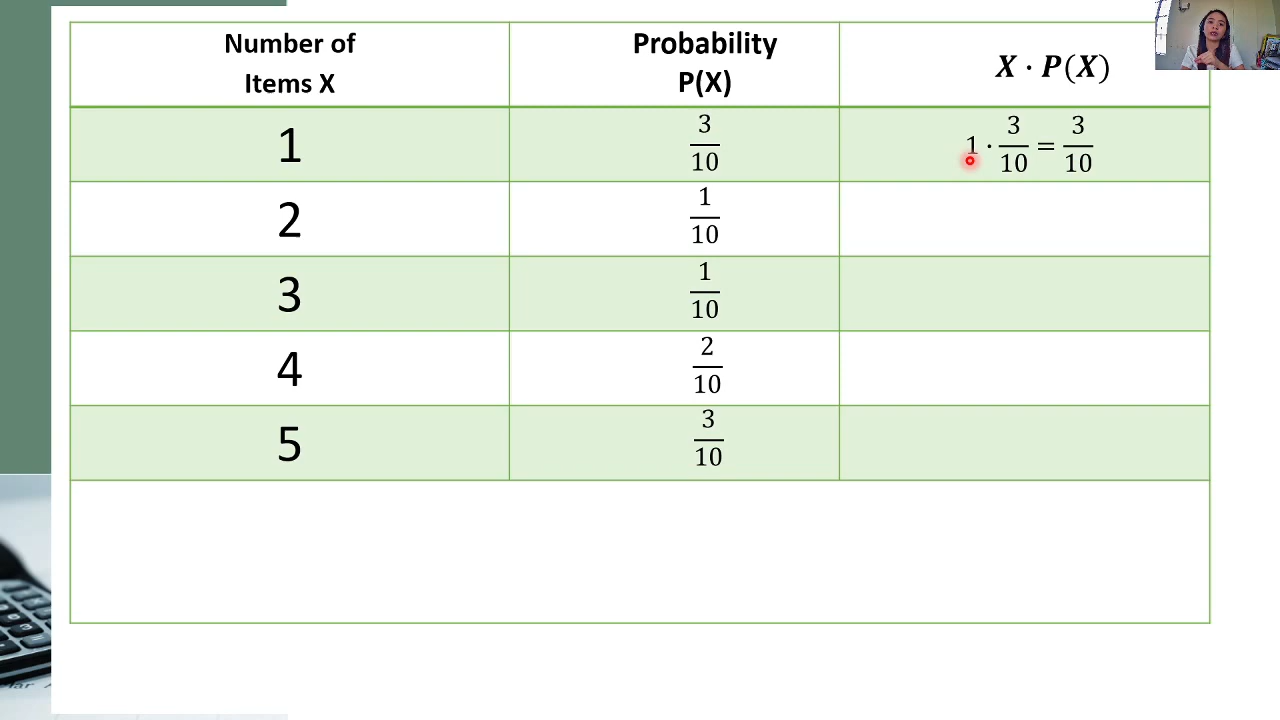 Number of
Items X
Probability
P(X)
X · P(X)
1
3/10
1 · 3/10 = 3/10
2
1/10
3
1/10
4
2/10
5
3/10